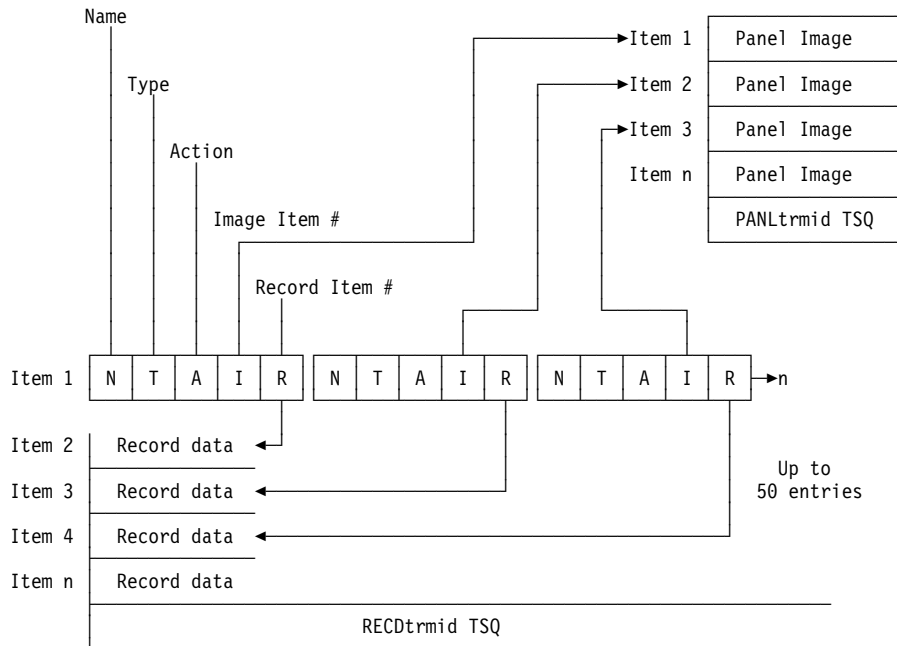 Name
Item 1 Panel Image
Type
Item 2 Panel Image
Item 3 Panel Image
Action
Item n Panel Image
Image Item #
PANLtrmid TSQ
Record Item #
Item 1 N T A I R N T A I R N T A I R n
Item 2 Record data
Up to
50 entries
Item 3 Record data
Item 4 Record data
Item n Record data
RECDtrmid TSQ